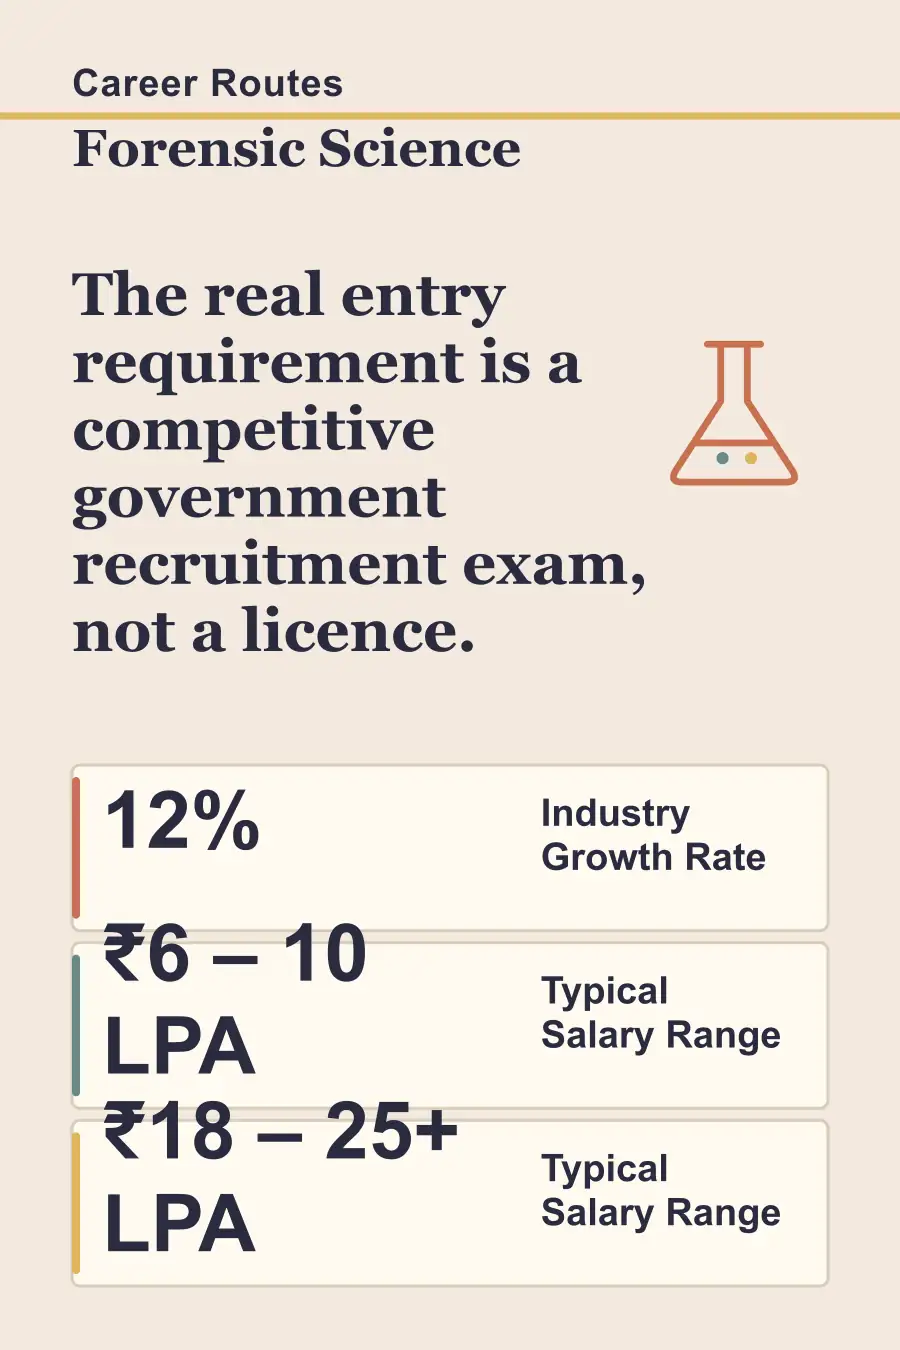 Career Routes
Forensic Science
The real entry
requirement is a
competitive
government
recruitment exam,
not a licence.
12%
Industry
Growth Rate
₹6 – 10
LPA
Typical
Salary Range
₹18 – 25+
LPA
Typical
Salary Range